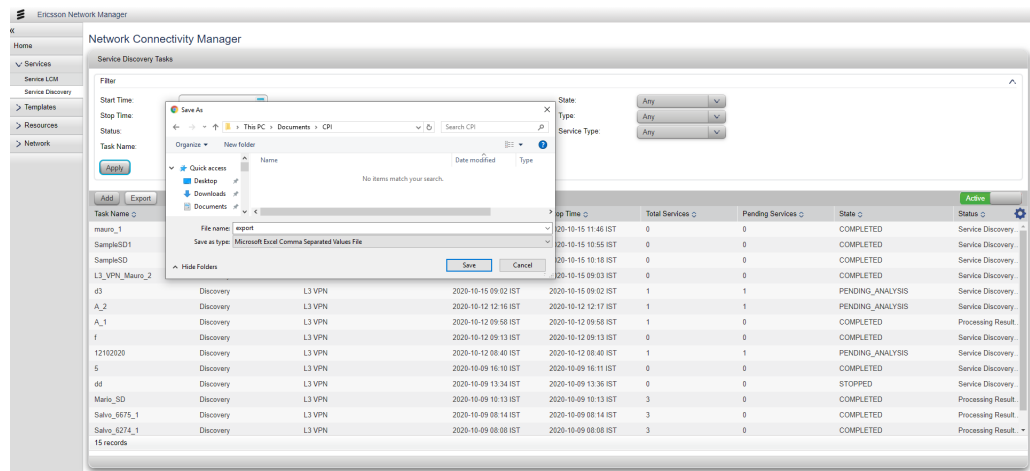 Ericsson Network Manager
«
Home
Services
Service LCM
Service Discovery
Templates
Resources
Network
Network Connectivity Manager
Service Discovery Tasks
Filter
Start Time:
Stop Time:
Status:
Task Name:
State: Any
Type: Any
Service Type: Any
Apply
Save As
This PC > Documents > CPI
Search CPI
Organize New folder
Quick access
Desktop
Downloads
Documents
Name Date modified Type
No items match your search.
File name: export
Save as type: Microsoft Excel Comma Separated Values File
Hide Folders Save Cancel
Add Export Active
Task Name op Time Total Services Pending Services State Status
mauro_1 20-10-15 11:46 IST 0 0 COMPLETED Service Discovery...
SampleSD1 20-10-15 10:55 IST 0 0 COMPLETED Service Discovery...
SampleSD 20-10-15 10:18 IST 0 0 COMPLETED Service Discovery...
L3_VPN_Mauro_2 2020-10-15 09:03 IST 0 0 COMPLETED Service Discovery...
d3 Discovery L3 VPN 2020-10-15 09:02 IST 2020-10-15 09:02 IST 1 1 PENDING_ANALYSIS Service Discovery...
A_2 Discovery L3 VPN 2020-10-12 12:16 IST 2020-10-12 12:17 IST 1 1 PENDING_ANALYSIS Service Discovery...
A_1 Discovery L3 VPN 2020-10-12 09:58 IST 2020-10-12 09:58 IST 1 0 COMPLETED Processing Result...
f Discovery L3 VPN 2020-10-12 09:13 IST 2020-10-12 09:13 IST 0 0 COMPLETED Service Discovery...
12102020 Discovery L3 VPN 2020-10-12 08:40 IST 2020-10-12 08:40 IST 1 1 PENDING_ANALYSIS Service Discovery...
5 Discovery L3 VPN 2020-10-09 16:10 IST 2020-10-09 16:11 IST 0 0 COMPLETED Service Discovery...
dd Discovery L3 VPN 2020-10-09 13:34 IST 2020-10-09 13:36 IST 0 0 STOPPED Service Discovery...
Mario_SD Discovery L3 VPN 2020-10-09 10:13 IST 2020-10-09 10:13 IST 3 0 COMPLETED Processing Result...
Salvo_6675_1 Discovery L3 VPN 2020-10-09 08:14 IST 2020-10-09 08:14 IST 3 0 COMPLETED Processing Result...
Salvo_6274_1 Discovery L3 VPN 2020-10-09 08:08 IST 2020-10-09 08:08 IST 3 0 COMPLETED Processing Result...
15 records